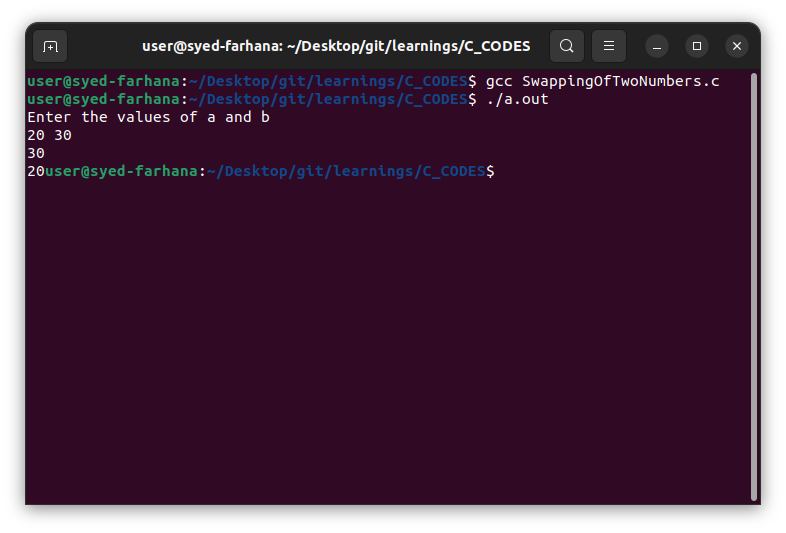 user@syed-farhana: ~/Desktop/git/learnings/C_CODES
user@syed-farhana:~/Desktop/git/learnings/C_CODES$ gcc SwappingOfTwoNumbers.c
user@syed-farhana:~/Desktop/git/learnings/C_CODES$ ./a.out
Enter the values of a and b
20 30
30
20user@syed-farhana:~/Desktop/git/learnings/C_CODES$